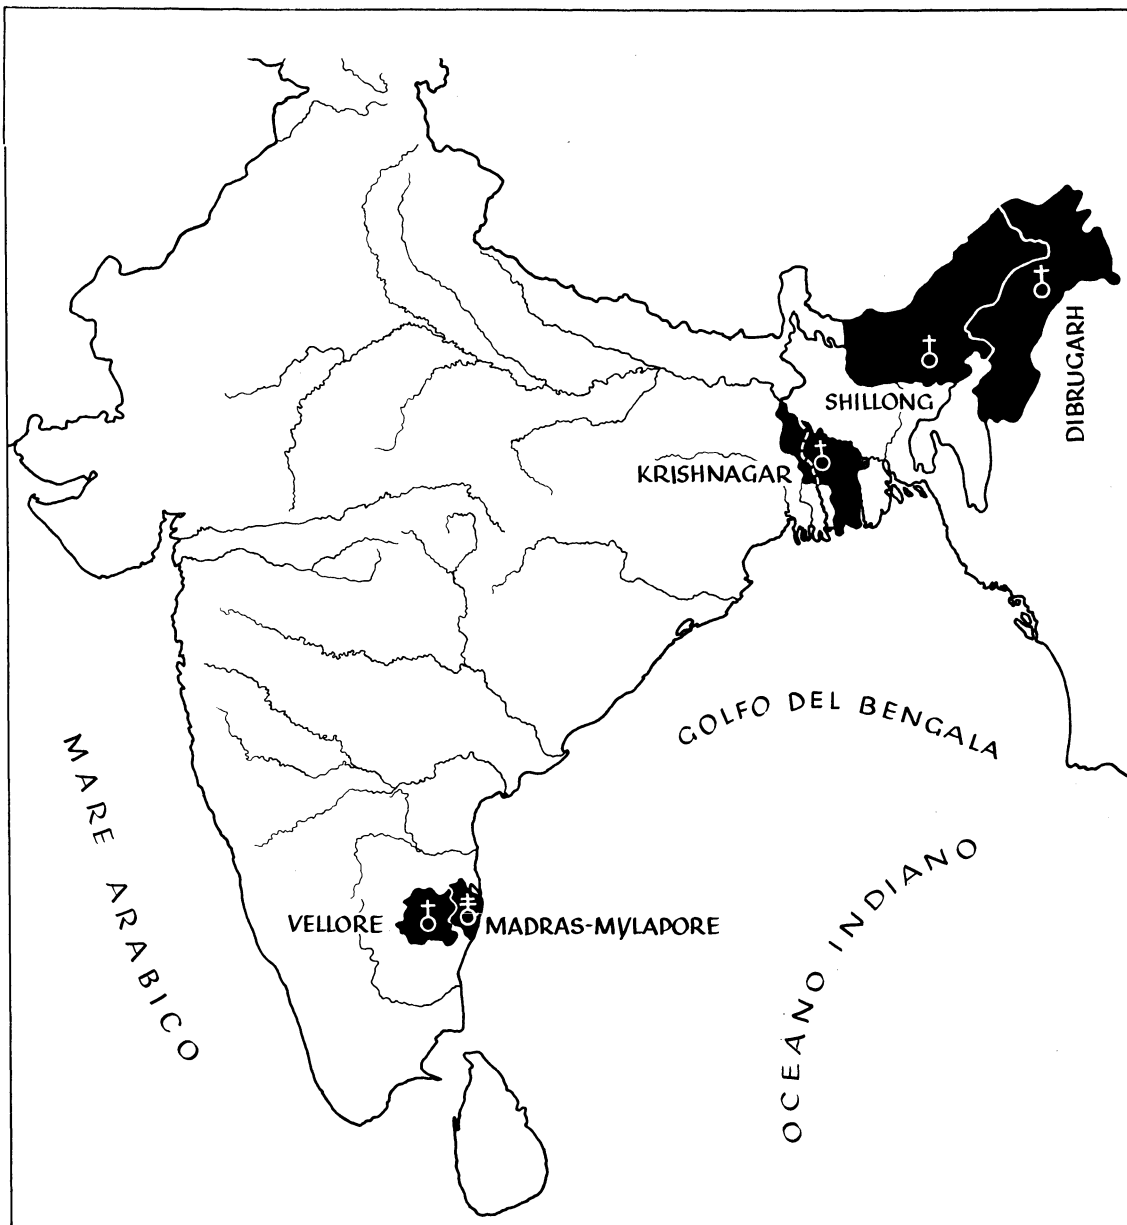 DIBRUGARH
SHILLONG
KRISHNAGAR
GOLFO DEL BENGALA
MARE ARABICO
OCEANO INDIANO
VELLORE
MADRAS-MYLAPORE